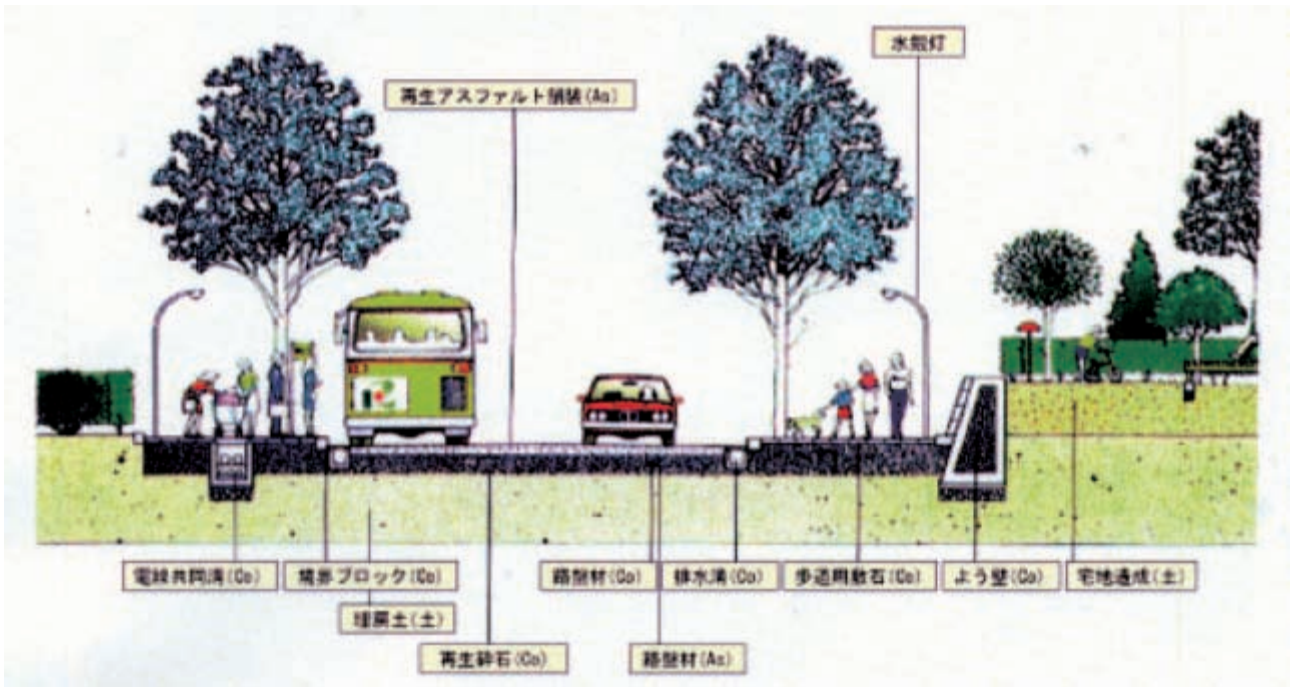 水銀灯
再生アスファルト舗装(As)
電線共同溝(Co)
境界ブロック(Co)
路盤材(Co)
排水溝(Co)
歩道用敷石(Co)
よう壁(Co)
宅地造成(土)
埋戻土(土)
再生砕石(Co)
路盤材(As)